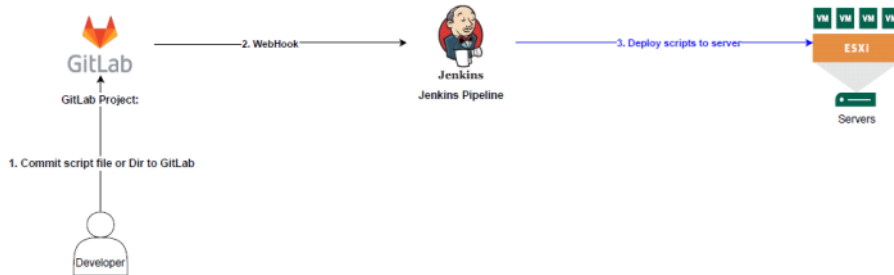 VM VM VM VM
2. WebHook
3. Deploy scripts to server
ESXi
GitLab
Jenkins
GitLab Project:
Jenkins Pipeline
Servers
1. Commit script file or Dir to GitLab
Developer